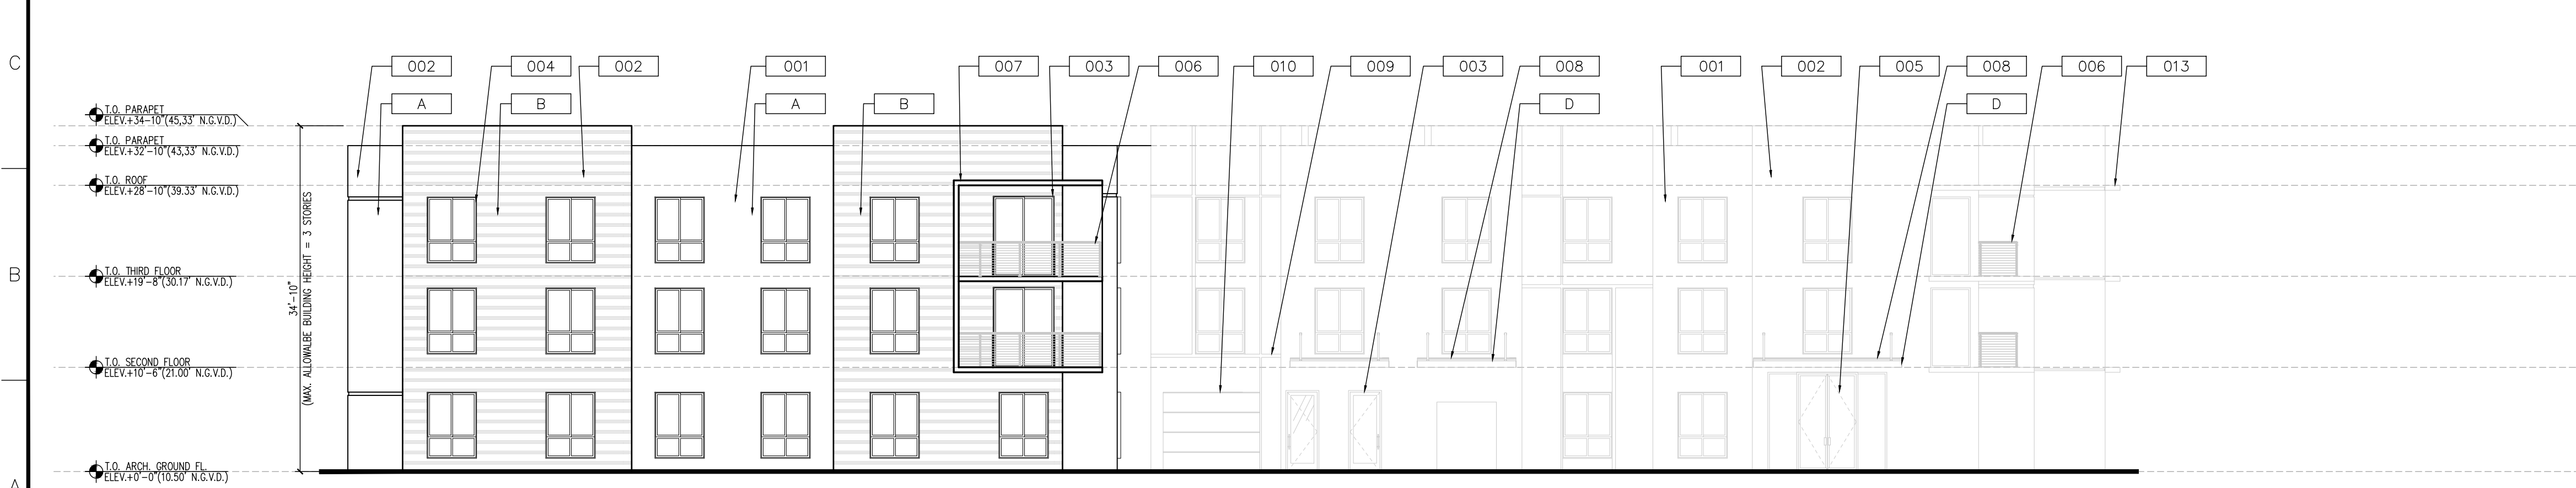 C
002
004
002
001
007
003
006
010
009
003
008
001
002
005
008
006
013
A
B
A
B
D
D
T.O. PARAPET
ELEV.+34-10"(45,33' N.G.V.D.)
T.O. PARAPET
ELEV.+32'-10"(43,33' N.G.V.D.)
T.O. ROOF
ELEV.+28'-10"(39.33' N.G.V.D.)
B
T.O. THIRD FLOOR
ELEV.+19'-8"(30.17' N.G.V.D.)
34'-10"
(MAX. ALLOWALBE BUILDING HEIGHT = 3 STORIES
T.O. SECOND FLOOR
ELEV.+10'-6"(21.00' N.G.V.D.)
T.O. ARCH. GROUND FL.
ELEV.+0'-0"(10.50' N.G.V.D.)
A